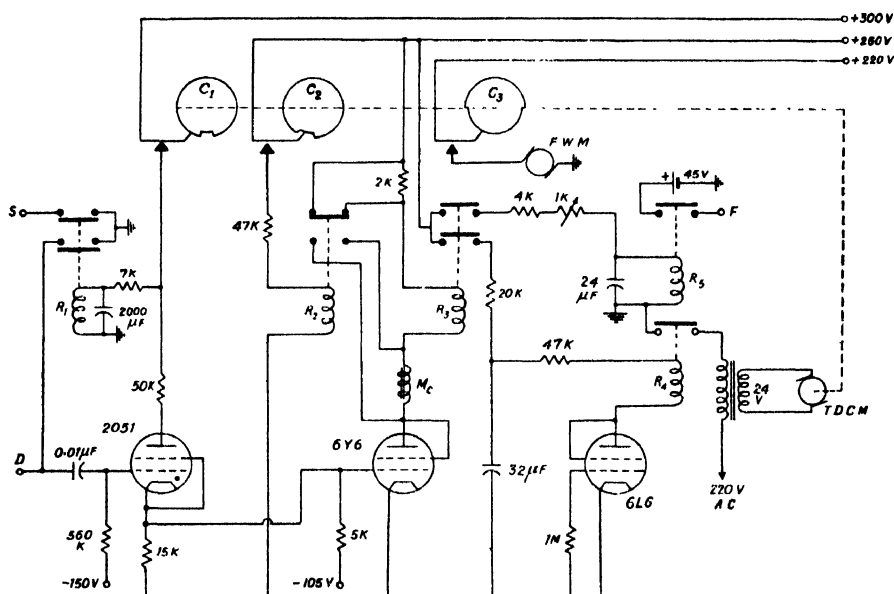 +300V
+260V
+220V
C1
C2
C3
FWM
45V
+
2K
4K
1K
S
F
47K
7K
20K
24 μF
R5
R1
2000 μF
R2
R3
47K
R4
Mc
24 V
TDCM
50K
2051
6Y6
D
0.01μF
32μF
6L6
220V AC
560 K
15K
5K
1M
-150V
-105V